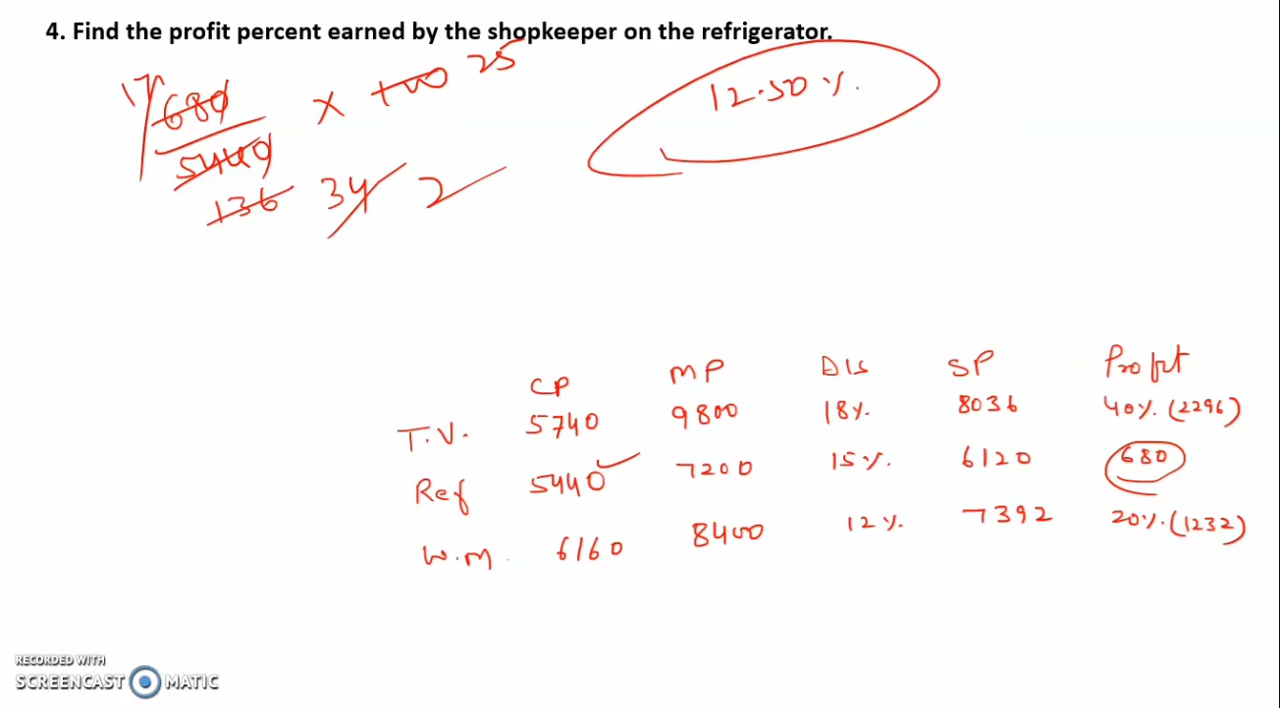 4. Find the profit percent earned by the shopkeeper on the refrigerator.
17 680 × 100 25
5440
136 34 2
12.50 %.
CP MP DIS SP Profit
T.V. 5740 9800 18%. 8036 40%. (2296)
Ref 5440 7200 15%. 6120 680
W.M. 6160 8400 12%. 7392 20%. (1232)
RECORDED WITH
SCREENCAST MATIC